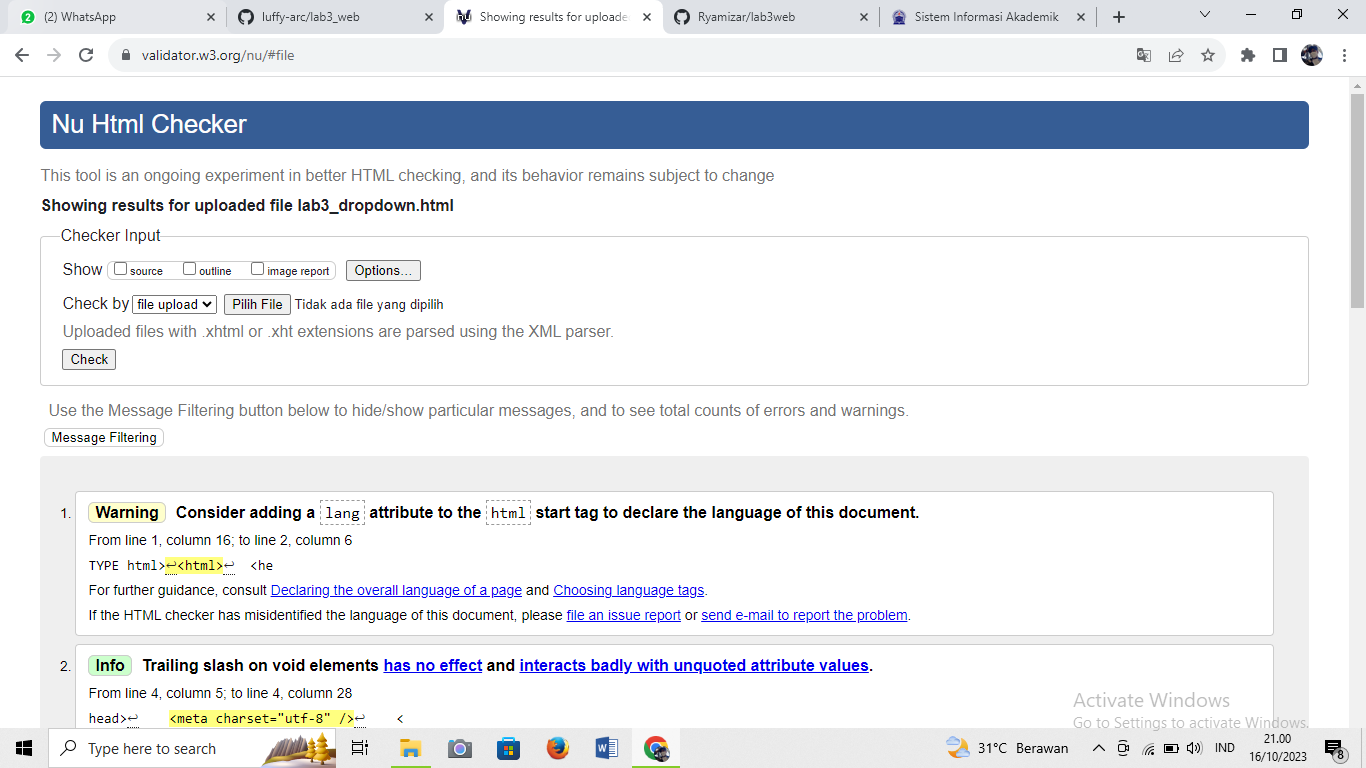 (2) WhatsApp
luffy-arc/lab3_web
Showing results for uploade
Ryamizar/lab3web
Sistem Informasi Akademik
validator.w3.org/nu/#file
Nu Html Checker
This tool is an ongoing experiment in better HTML checking, and its behavior remains subject to change
Showing results for uploaded file lab3_dropdown.html
Checker Input
Show source outline image report Options...
Check by file upload Pilih File Tidak ada file yang dipilih
Uploaded files with .xhtml or .xht extensions are parsed using the XML parser.
Check
Use the Message Filtering button below to hide/show particular messages, and to see total counts of errors and warnings.
Message Filtering
1. Warning Consider adding a lang attribute to the html start tag to declare the language of this document.
From line 1, column 16; to line 2, column 6
TYPE html>↩<html>↩ <he
For further guidance, consult Declaring the overall language of a page and Choosing language tags.
If the HTML checker has misidentified the language of this document, please file an issue report or send e-mail to report the problem.
2. Info Trailing slash on void elements has no effect and interacts badly with unquoted attribute values.
From line 4, column 5; to line 4, column 28
head>↩ <meta charset="utf-8" />↩ <
Activate Windows
Go to Settings to activate Windows.
Type here to search
31°C Berawan
IND
21.00
16/10/2023
8